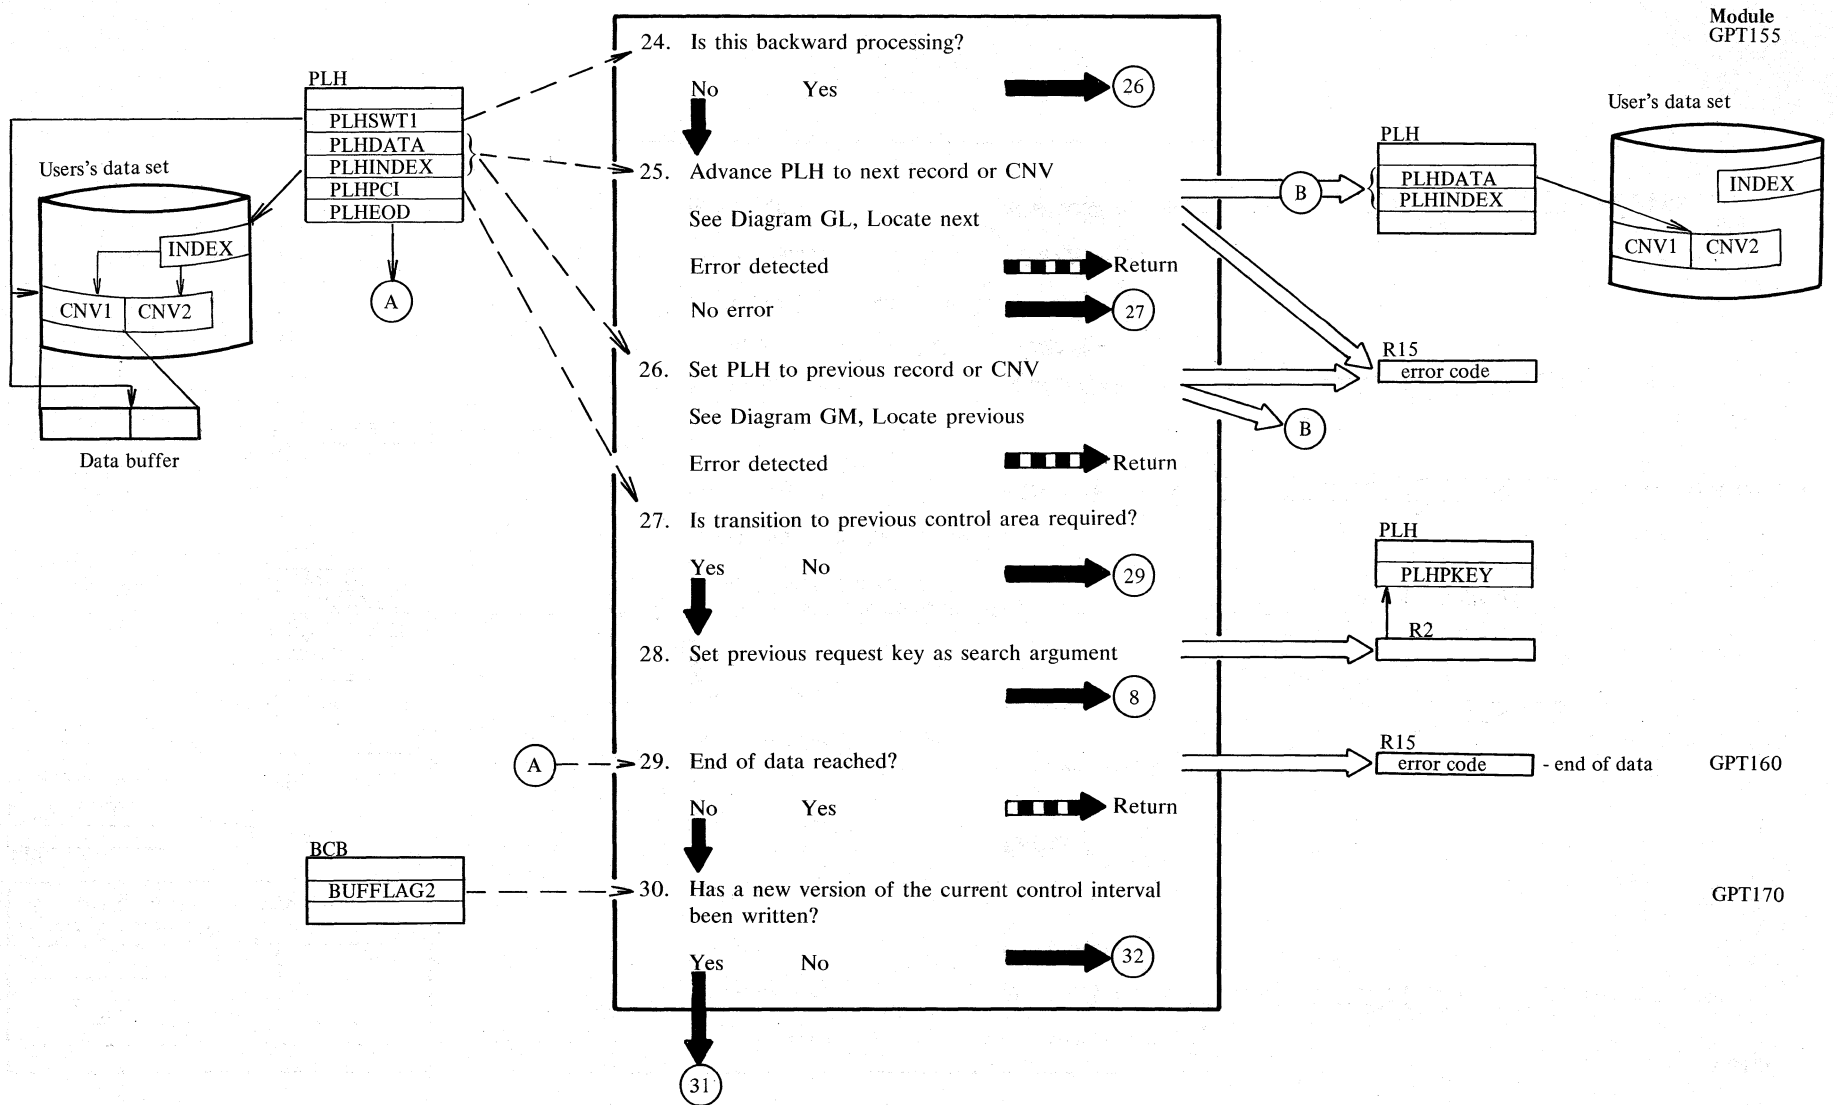 Module
GPT155
24. Is this backward processing?
No Yes 26
PLH
PLHSWT1
PLHDATA
PLHINDEX
PLHPCI
PLHEOD
A
Users's data set
INDEX
CNV1 CNV2
Data buffer
25. Advance PLH to next record or CNV
See Diagram GL, Locate next
Error detected Return
No error 27
B
PLH
PLHDATA
PLHINDEX
User's data set
INDEX
CNV1 CNV2
26. Set PLH to previous record or CNV
See Diagram GM, Locate previous
Error detected Return
R15
error code
B
27. Is transition to previous control area required?
Yes No 29
PLH
PLHPKEY
R2
28. Set previous request key as search argument
8
A
29. End of data reached?
No Yes Return
R15
error code - end of data GPT160
BCB
BUFFLAG2
30. Has a new version of the current control interval
been written?
GPT170
Yes No 32
31